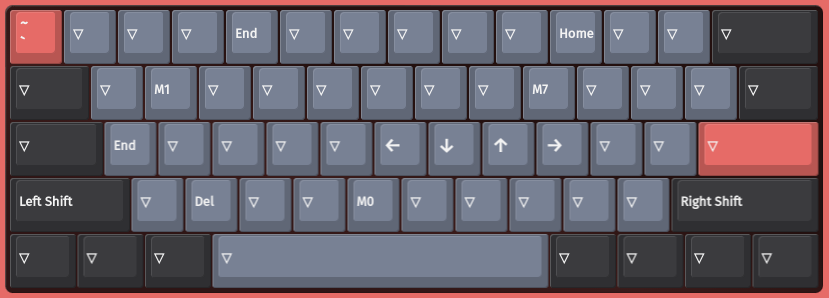 ~
`
▽ ▽ ▽ End ▽ ▽ ▽ ▽ ▽ Home ▽ ▽ ▽
▽ ▽ M1 ▽ ▽ ▽ ▽ ▽ ▽ M7 ▽ ▽ ▽ ▽
▽ End ▽ ▽ ▽ ▽ ← ↓ ↑ → ▽ ▽ ▽
Left Shift ▽ Del ▽ ▽ M0 ▽ ▽ ▽ ▽ ▽ Right Shift
▽ ▽ ▽ ▽ ▽ ▽ ▽ ▽